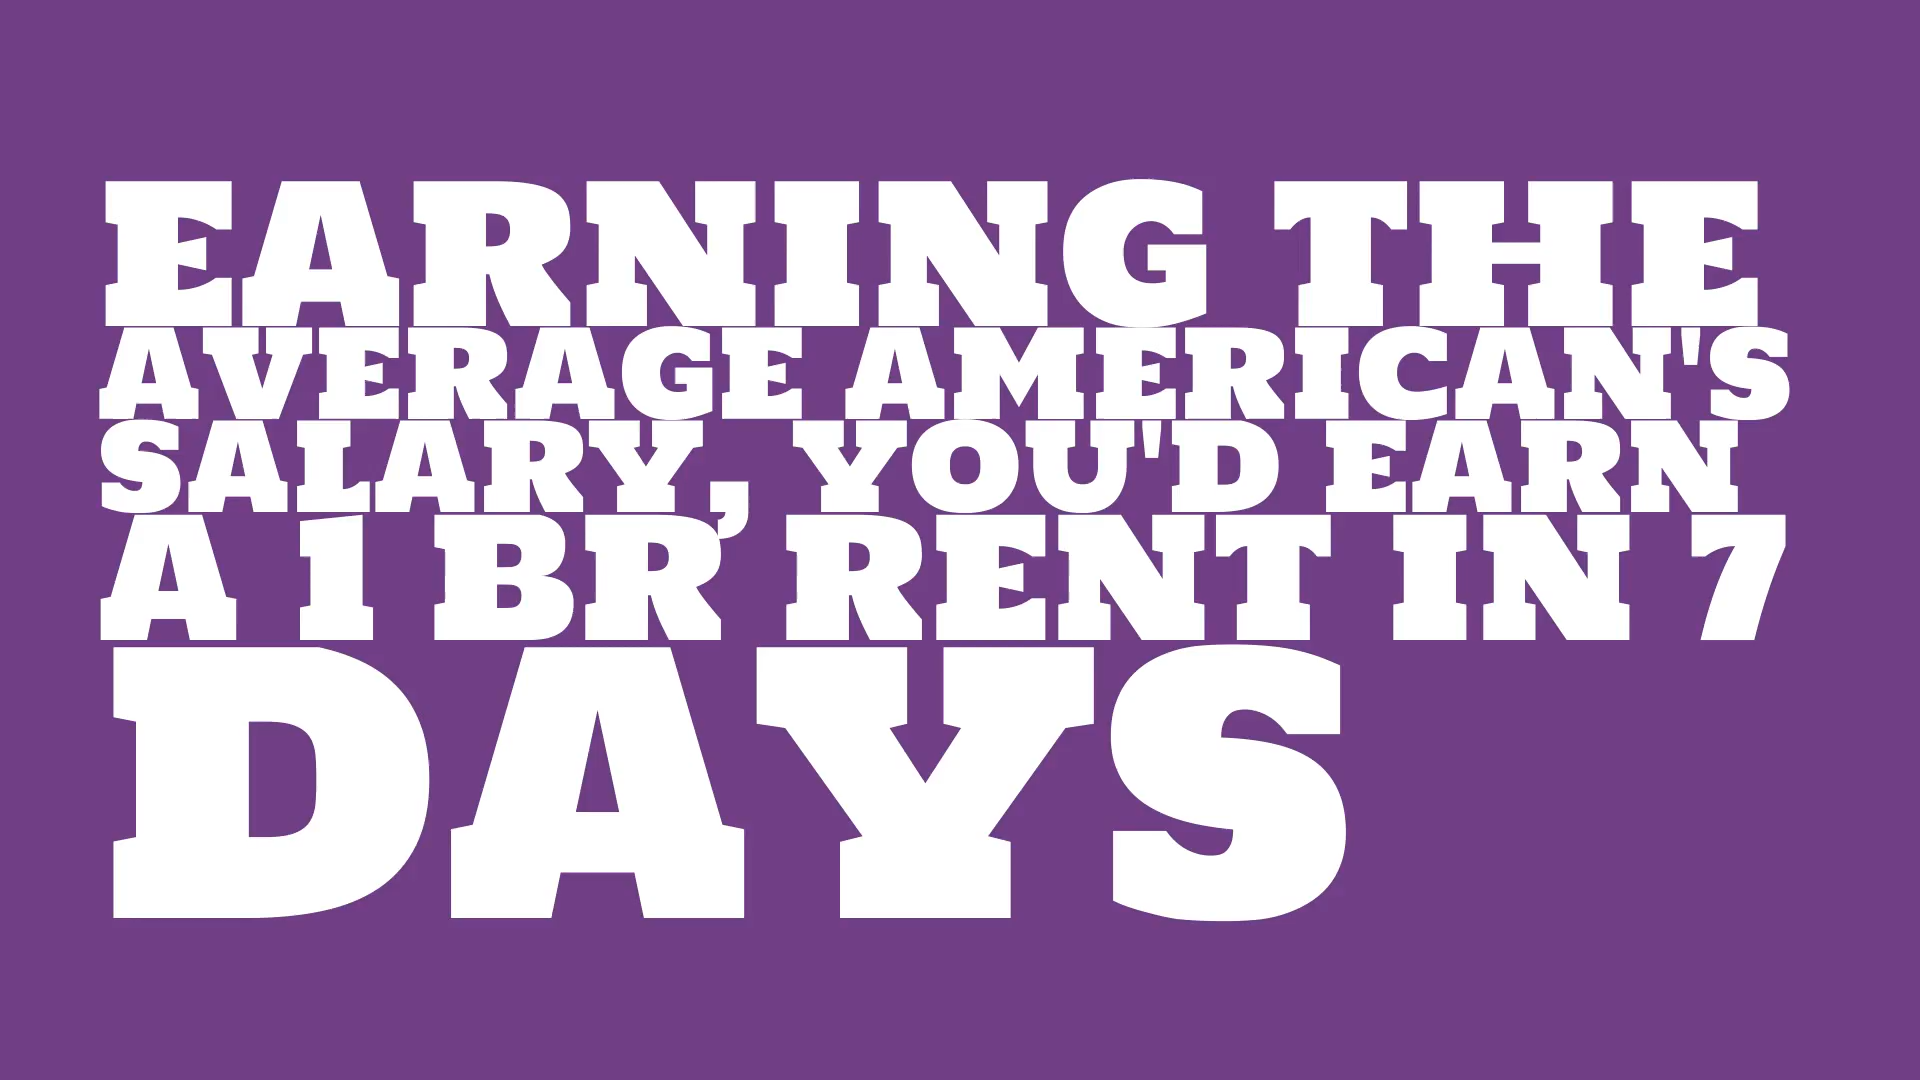 EARNING THE
AVERAGE AMERICAN'S
SALARY, YOU'D EARN
A 1 BR RENT IN 7
DAYS